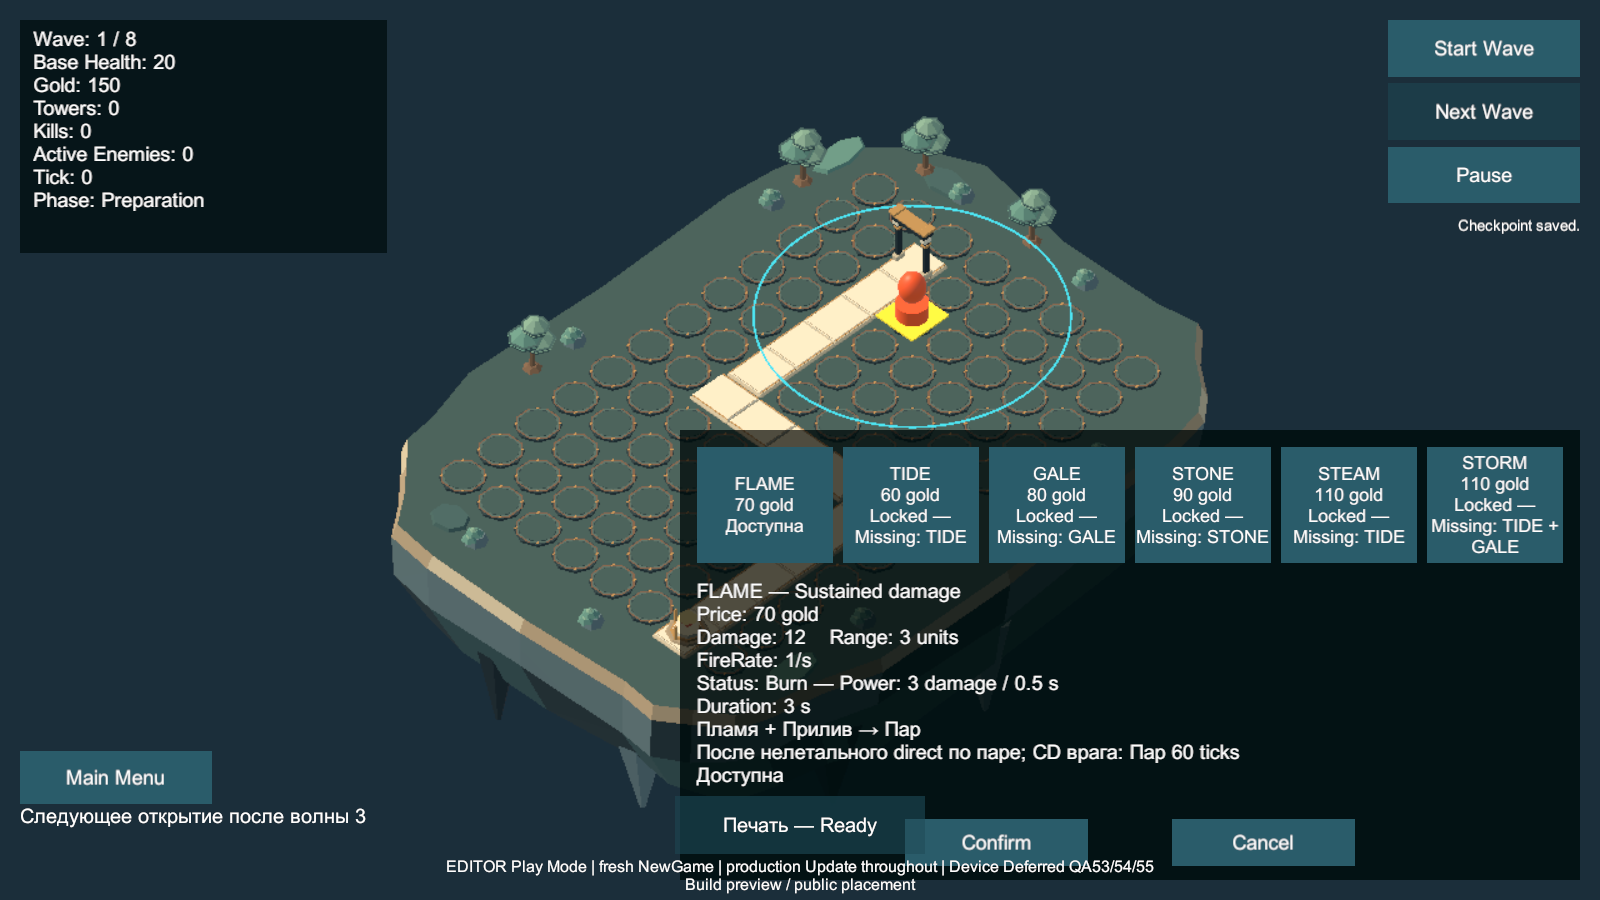 Wave: 1 / 8
Base Health: 20
Gold: 150
Towers: 0
Kills: 0
Active Enemies: 0
Tick: 0
Phase: Preparation
Start Wave
Next Wave
Pause
Checkpoint saved.
FLAME
70 gold
Доступна
TIDE
60 gold
Locked —
Missing: TIDE
GALE
80 gold
Locked —
Missing: GALE
STONE
90 gold
Locked —
Missing: STONE
STEAM
110 gold
Locked —
Missing: TIDE
STORM
110 gold
Locked —
Missing: TIDE +
GALE
FLAME — Sustained damage
Price: 70 gold
Damage: 12    Range: 3 units
FireRate: 1/s
Status: Burn — Power: 3 damage / 0.5 s
Duration: 3 s
Пламя + Прилив → Пар
После нелетального direct по паре; CD врага: Пар 60 ticks
Доступна
Main Menu
Следующее открытие после волны 3
Печать — Ready
Confirm
Cancel
EDITOR Play Mode | fresh NewGame | production Update throughout | Device Deferred QA53/54/55
Build preview / public placement